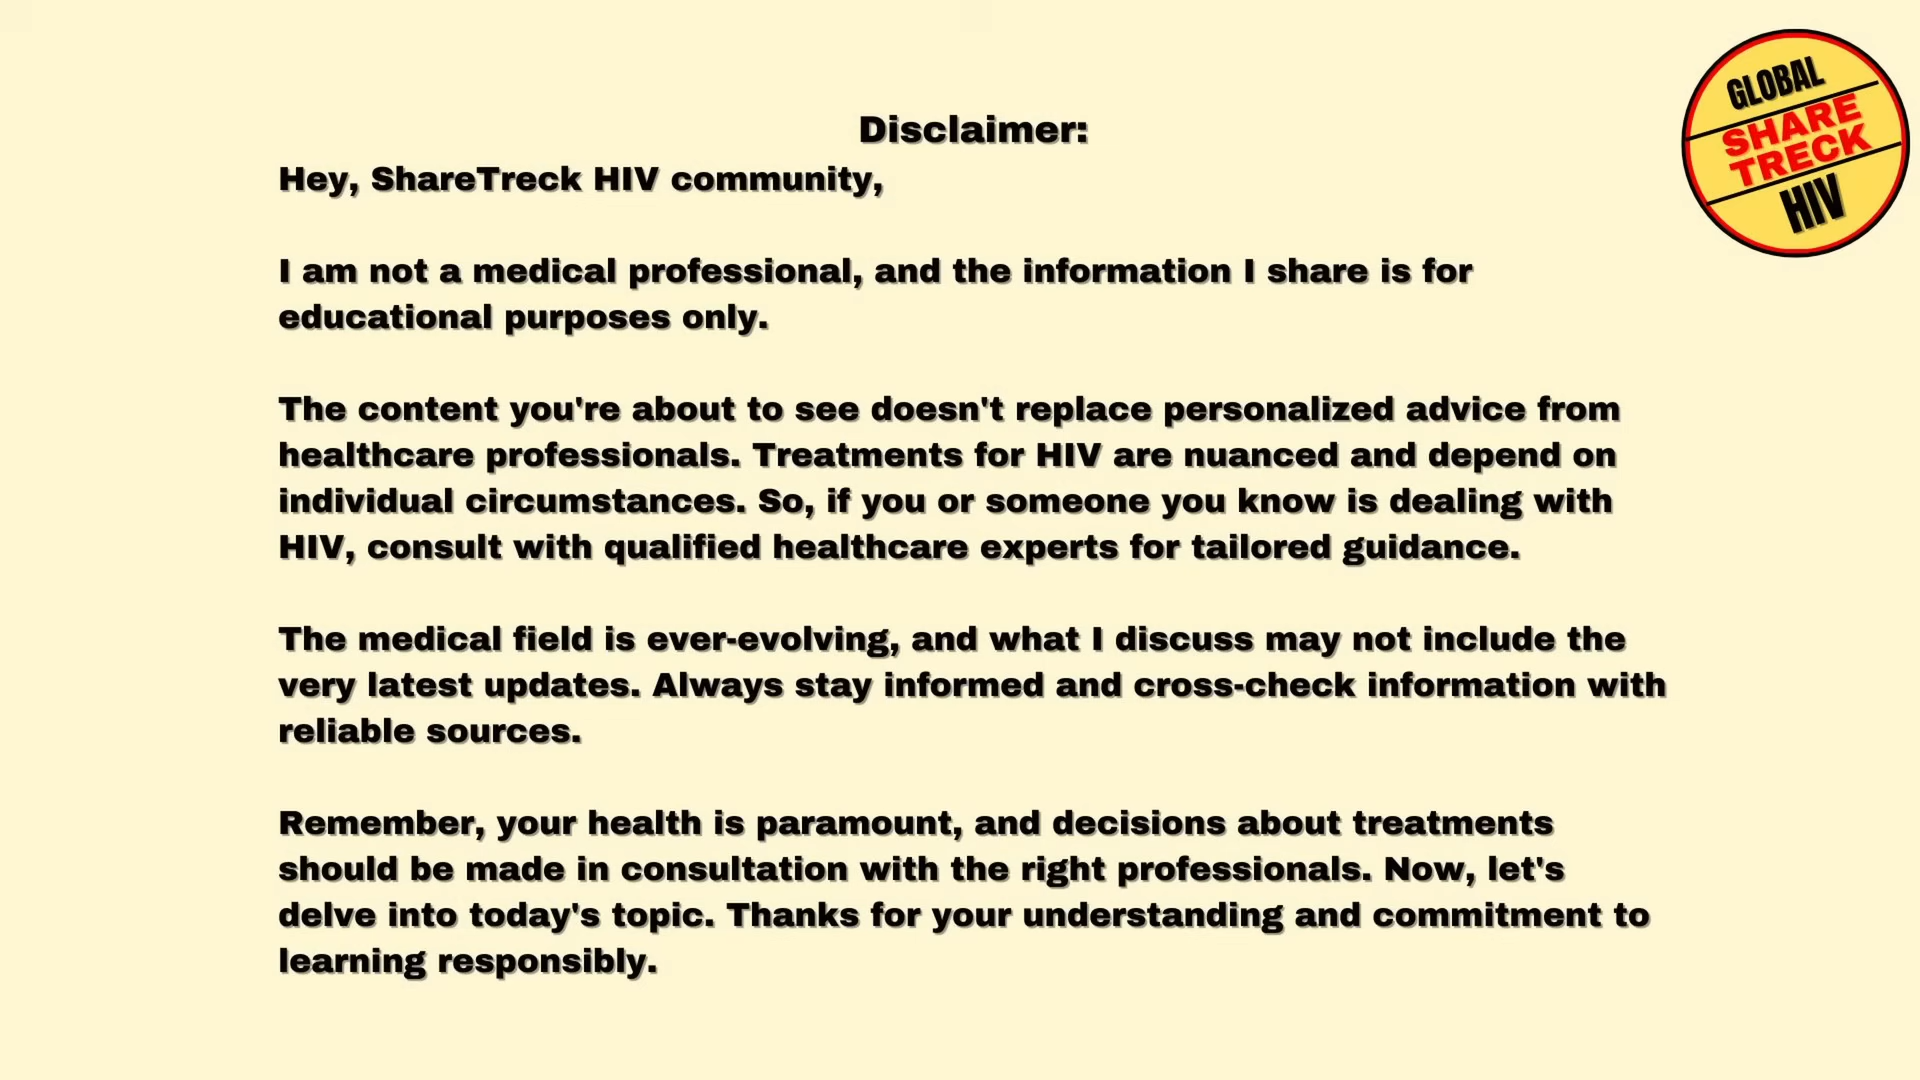 Disclaimer:
Hey, ShareTreck HIV community,
I am not a medical professional, and the information I share is for
educational purposes only.
The content you're about to see doesn't replace personalized advice from
healthcare professionals. Treatments for HIV are nuanced and depend on
individual circumstances. So, if you or someone you know is dealing with
HIV, consult with qualified healthcare experts for tailored guidance.
The medical field is ever-evolving, and what I discuss may not include the
very latest updates. Always stay informed and cross-check information with
reliable sources.
Remember, your health is paramount, and decisions about treatments
should be made in consultation with the right professionals. Now, let's
delve into today's topic. Thanks for your understanding and commitment to
learning responsibly.
GLOBAL
SHARE
TRECK
HIV